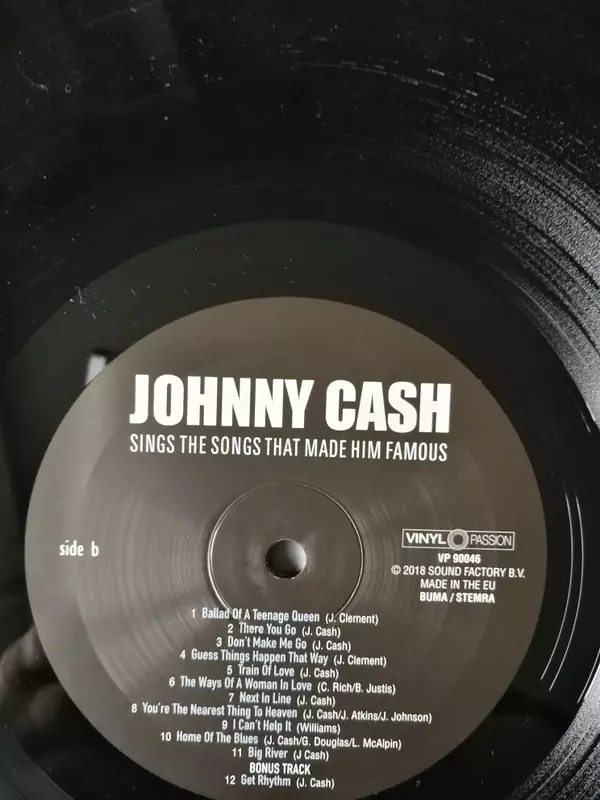 JOHNNY CASH
SINGS THE SONGS THAT MADE HIM FAMOUS
side b
VINYL PASSION
VP 90046
© 2018 SOUND FACTORY B.V.
MADE IN THE EU
BUMA / STEMRA
1 Ballad Of A Teenage Queen (J. Clement)
2 There You Go (J. Cash)
3 Don't Make Me Go (J. Cash)
4 Guess Things Happen That Way (J. Clement)
5 Train Of Love (J. Cash)
6 The Ways Of A Woman In Love (C. Rich/B. Justis)
7 Next In Line (J. Cash)
8 You're The Nearest Thing To Heaven (J. Cash/J. Atkins/J. Johnson)
9 I Can't Help It (Williams)
10 Home Of The Blues (J. Cash/G. Douglas/L. McAlpin)
11 Big River (J Cash)
BONUS TRACK
12 Get Rhythm (J. Cash)